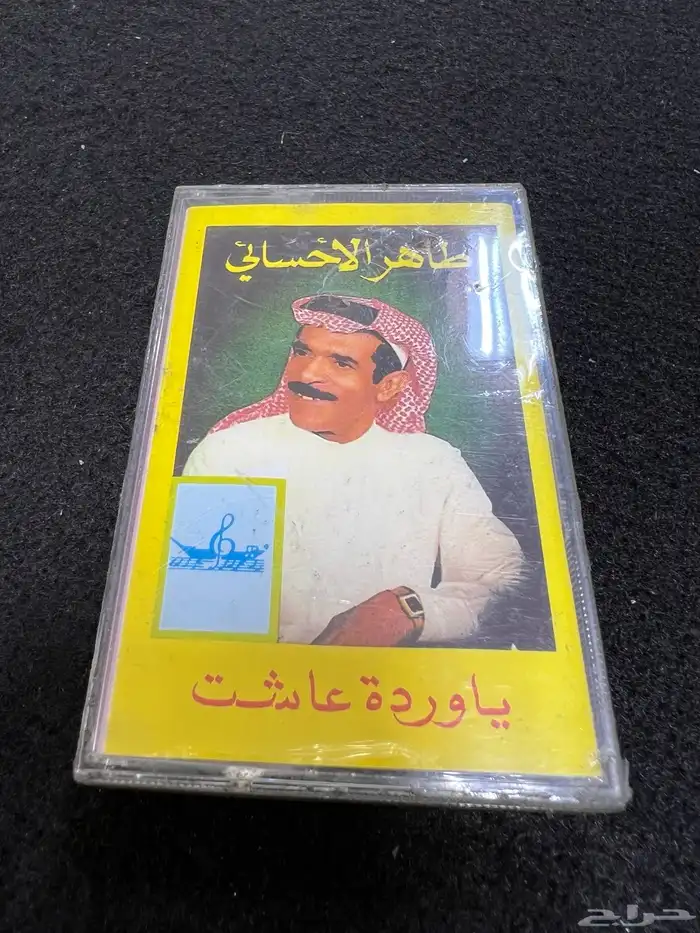 طاهر الأحسائي
ياوردة عاشت
حراج